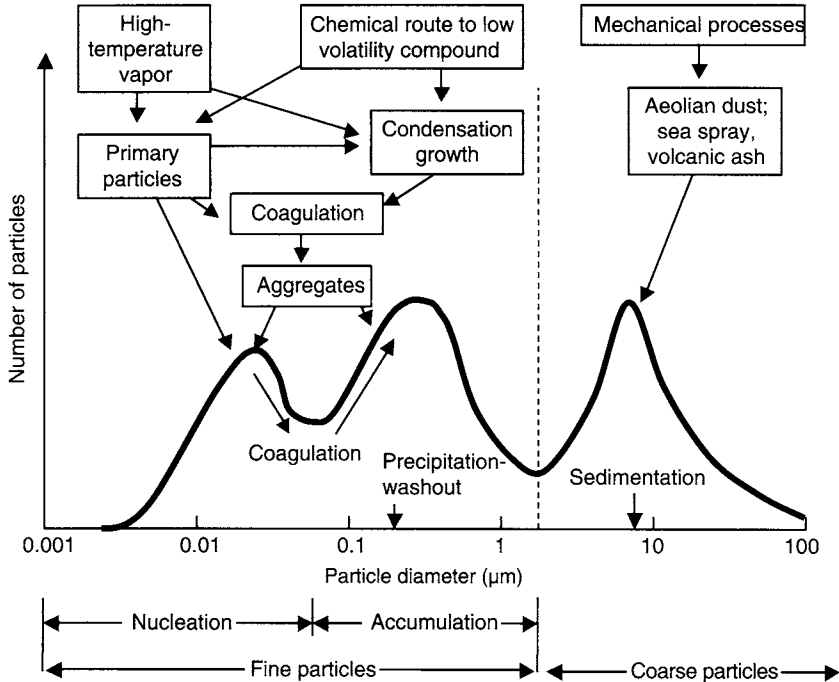 High-
temperature
vapor
Chemical route to low
volatility compound
Mechanical processes
Primary
particles
Condensation
growth
Aeolian dust;
sea spray,
volcanic ash
Coagulation
Aggregates
Number of particles
Coagulation
Precipitation-
washout
Sedimentation
0.001
0.01
0.1
1
10
100
Particle diameter (µm)
Nucleation
Accumulation
Fine particles
Coarse particles